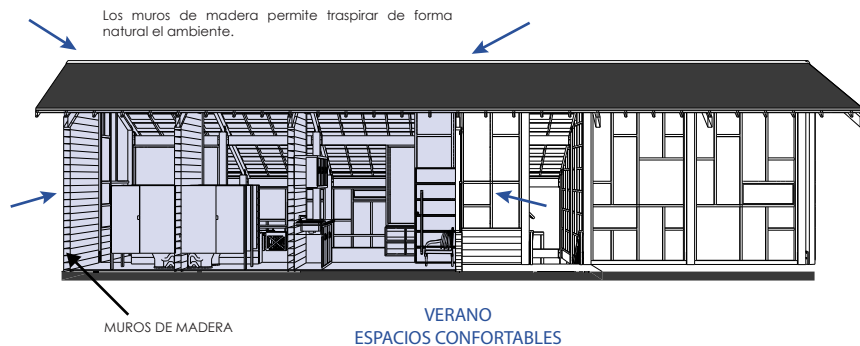 Los muros de madera permite traspirar de forma
natural el ambiente.
MUROS DE MADERA
VERANO
ESPACIOS CONFORTABLES